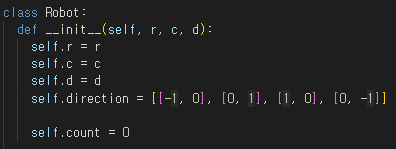 class Robot:
  def __init__(self, r, c, d):
    self.r = r
    self.c = c
    self.d = d
    self.direction = [[-1, 0], [0, 1], [1, 0], [0, -1]]

    self.count = 0